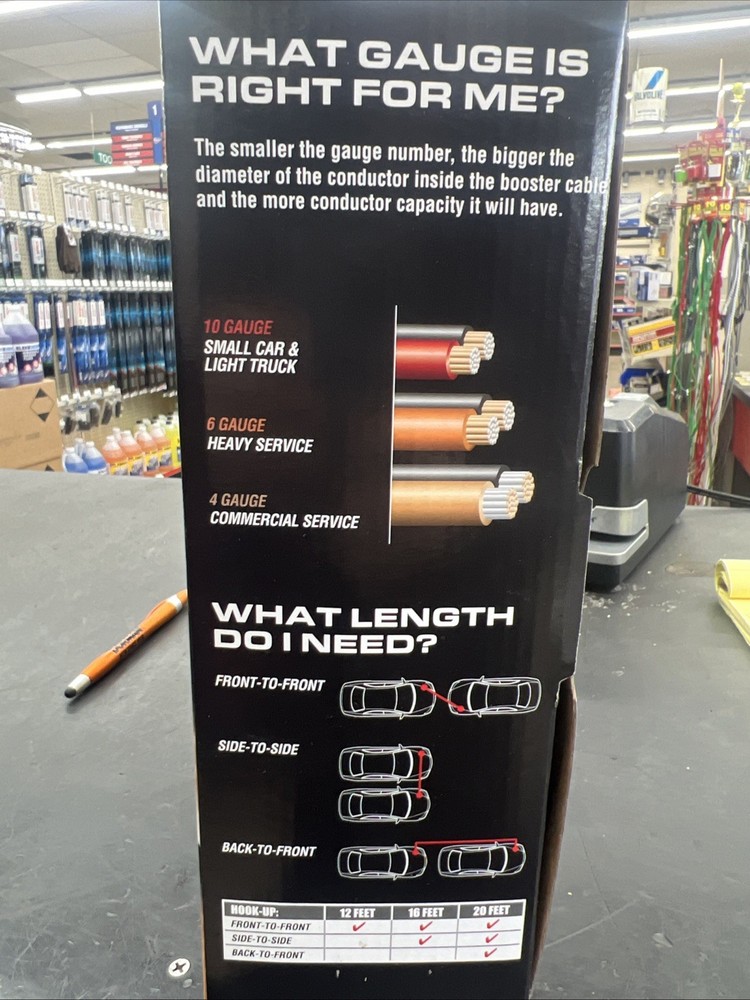 WHAT GAUGE IS
RIGHT FOR ME?
The smaller the gauge number, the bigger the
diameter of the conductor inside the booster cable
and the more conductor capacity it will have.
10 GAUGE
SMALL CAR &
LIGHT TRUCK
6 GAUGE
HEAVY SERVICE
4 GAUGE
COMMERCIAL SERVICE
WHAT LENGTH
DO I NEED?
FRONT-TO-FRONT
SIDE-TO-SIDE
BACK-TO-FRONT
HOOK-UP: 12 FEET 16 FEET 20 FEET
FRONT-TO-FRONT ✓ ✓ ✓
SIDE-TO-SIDE ✓ ✓
BACK-TO-FRONT ✓
VALVOLINE
TOO
1